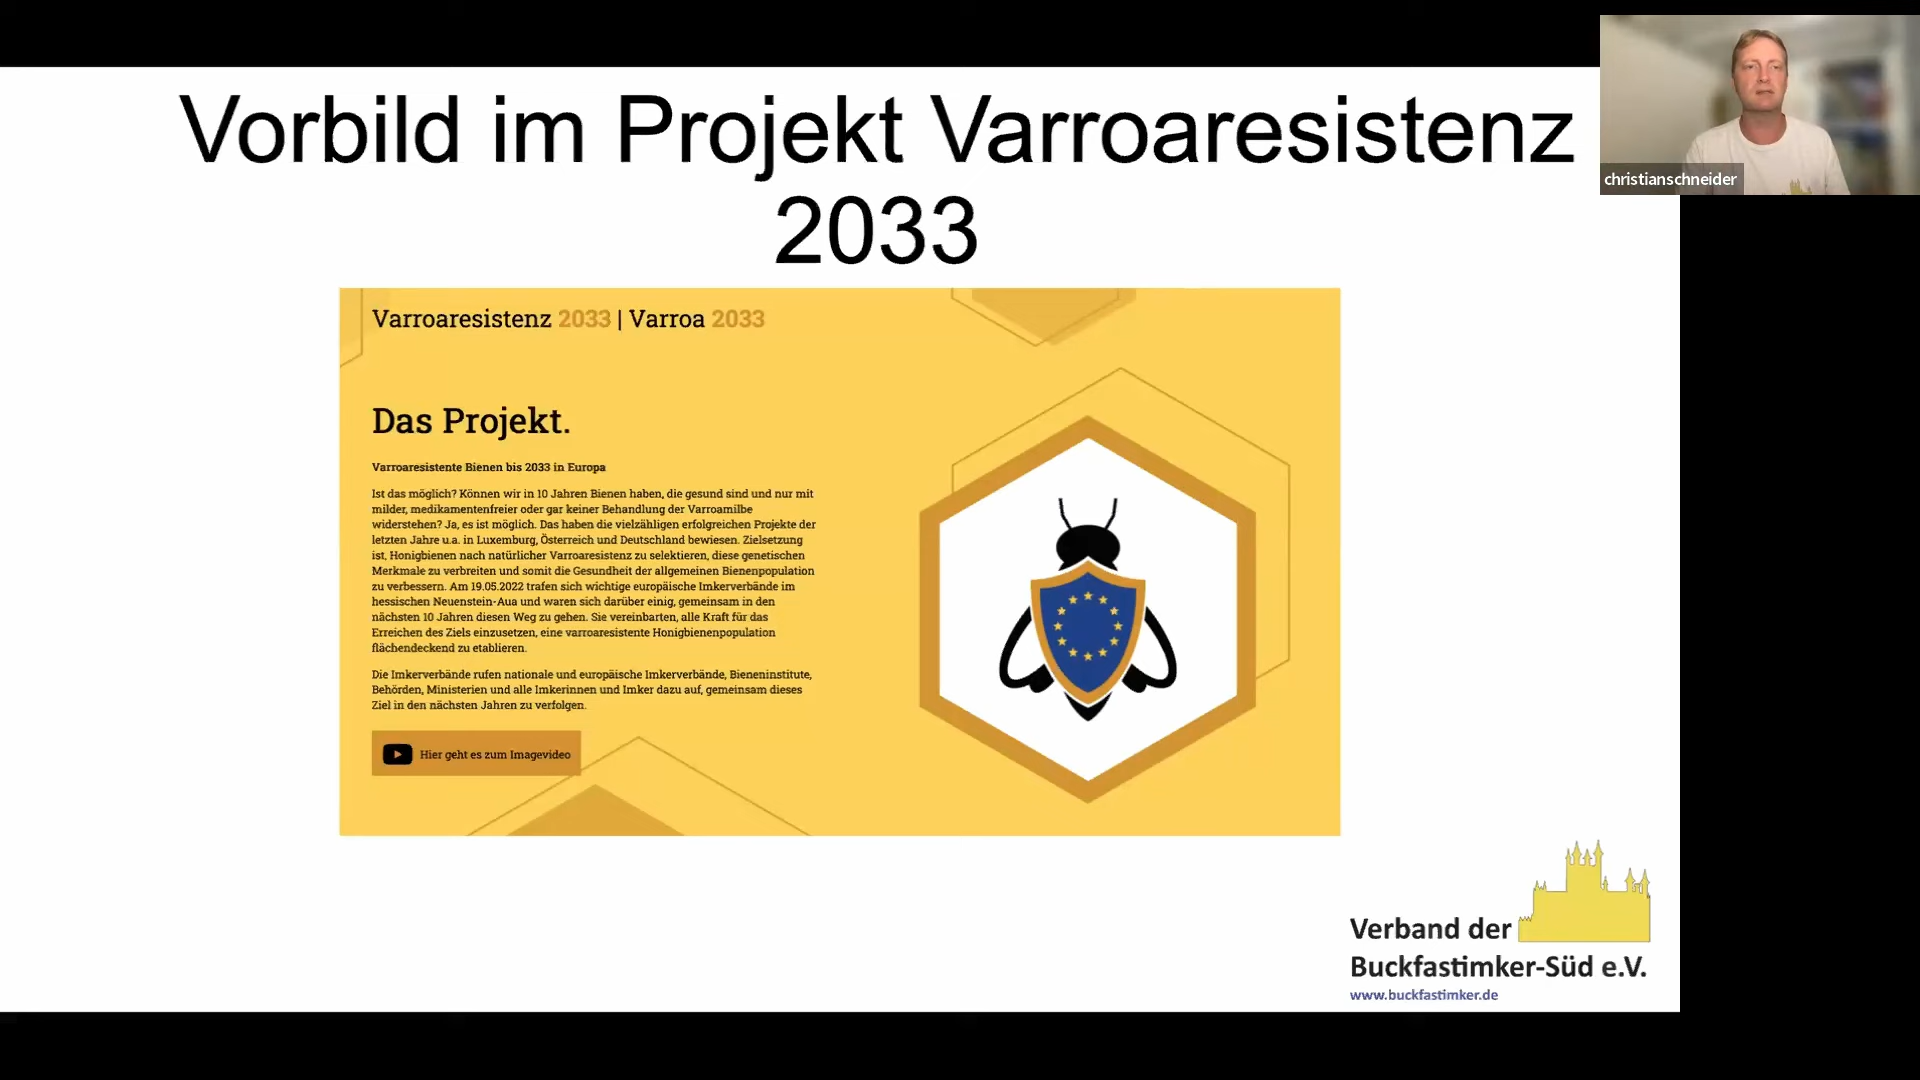 Vorbild im Projekt Varroaresistenz
2033
christianschneider
Varroaresistenz 2033 | Varroa 2033
Das Projekt.
Varroaresistente Bienen bis 2033 in Europa
Ist das möglich? Können wir in 10 Jahren Bienen haben, die gesund sind und nur mit
milder, medikamentenfreier oder gar keiner Behandlung der Varroamilbe
widerstehen? Ja, es ist möglich. Das haben die vielzähligen erfolgreichen Projekte der
letzten Jahre u.a. in Luxemburg, Österreich und Deutschland bewiesen. Zielsetzung
ist, Honigbienen nach natürlicher Varroaresistenz zu selektieren, diese genetischen
Merkmale zu verbreiten und somit die Gesundheit der allgemeinen Bienenpopulation
zu verbessern. Am 19.05.2022 trafen sich wichtige europäische Imkerverbände im
hessischen Neuenstein-Aua und waren sich darüber einig, gemeinsam in den
nächsten 10 Jahren diesen Weg zu gehen. Sie vereinbarten, alle Kraft für das
Erreichen des Ziels einzusetzen, eine varroaresistente Honigbienenpopulation
flächendeckend zu etablieren.
Die Imkerverbände rufen nationale und europäische Imkerverbände, Bieneninstitute,
Behörden, Ministerien und alle Imkerinnen und Imker dazu auf, gemeinsam dieses
Ziel in den nächsten Jahren zu verfolgen.
Hier geht es zum Imagevideo
Verband der
Buckfastimker-Süd e.V.
www.buckfastimker.de